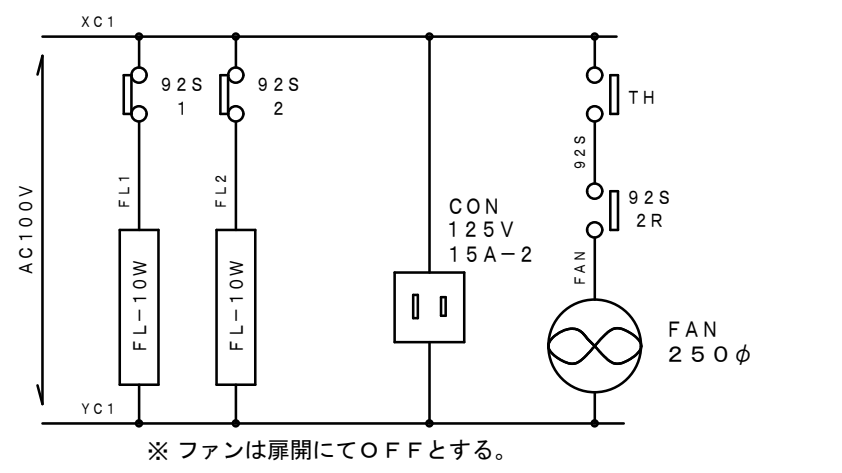 XC1
92S
1
92S
2
TH
92S
92S
2R
FL1
FL2
AC100V
CON
125V
15A-2
FAN
FL-10W
FL-10W
FAN
250φ
YC1
※ ファンは扉開にてOFFとする。